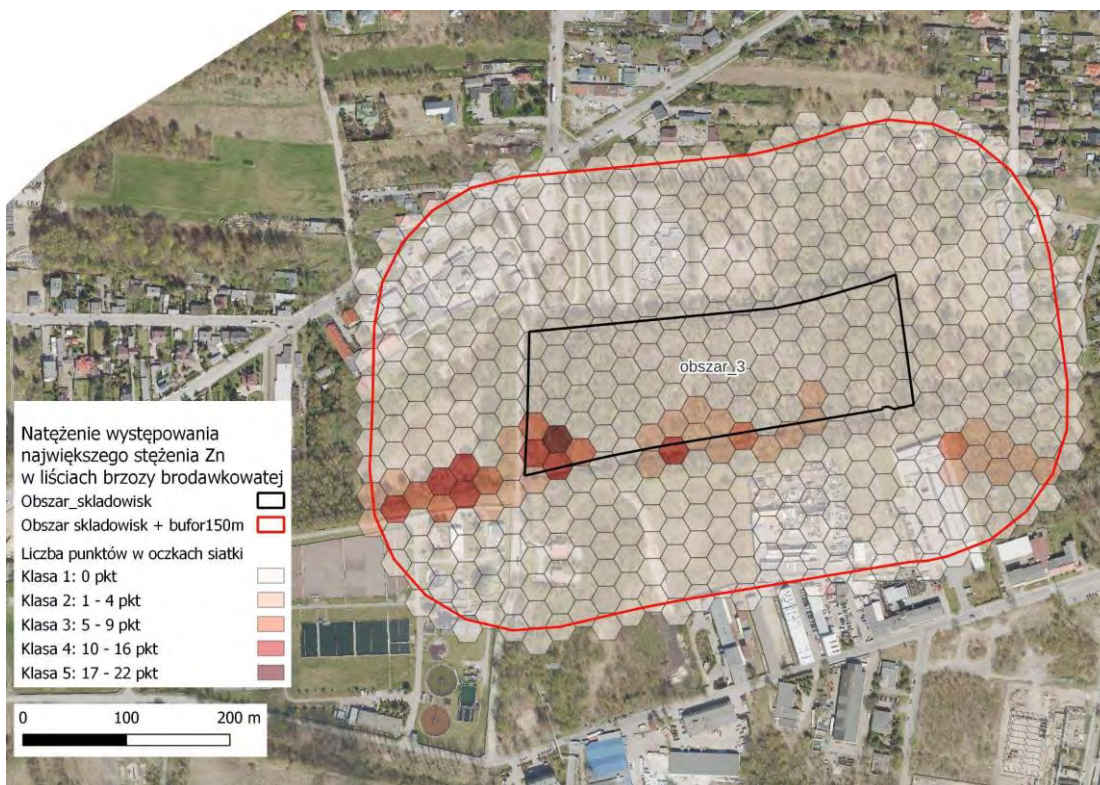 obszar_3
Natężenie występowania
największego stężenia Zn
w liściach brzozy brodawkowatej
Obszar_skladowisk
Obszar składowisk + bufor150m
Liczba punktów w oczkach siatki
Klasa 1: 0 pkt
Klasa 2: 1 - 4 pkt
Klasa 3: 5 - 9 pkt
Klasa 4: 10 - 16 pkt
Klasa 5: 17 - 22 pkt
0 100 200 m